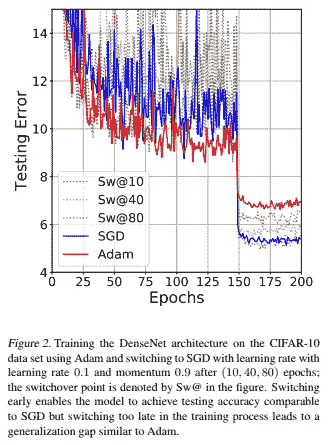 14
12
10
8
6
4
Testing Error
Sw@10
Sw@40
Sw@80
SGD
Adam
0 25 50 75 100 125 150 175 200
Epochs
Figure 2. Training the DenseNet architecture on the CIFAR-10
data set using Adam and switching to SGD with learning rate with
learning rate 0.1 and momentum 0.9 after (10, 40, 80) epochs;
the switchover point is denoted by Sw@ in the figure. Switching
early enables the model to achieve testing accuracy comparable
to SGD but switching too late in the training process leads to a
generalization gap similar to Adam.